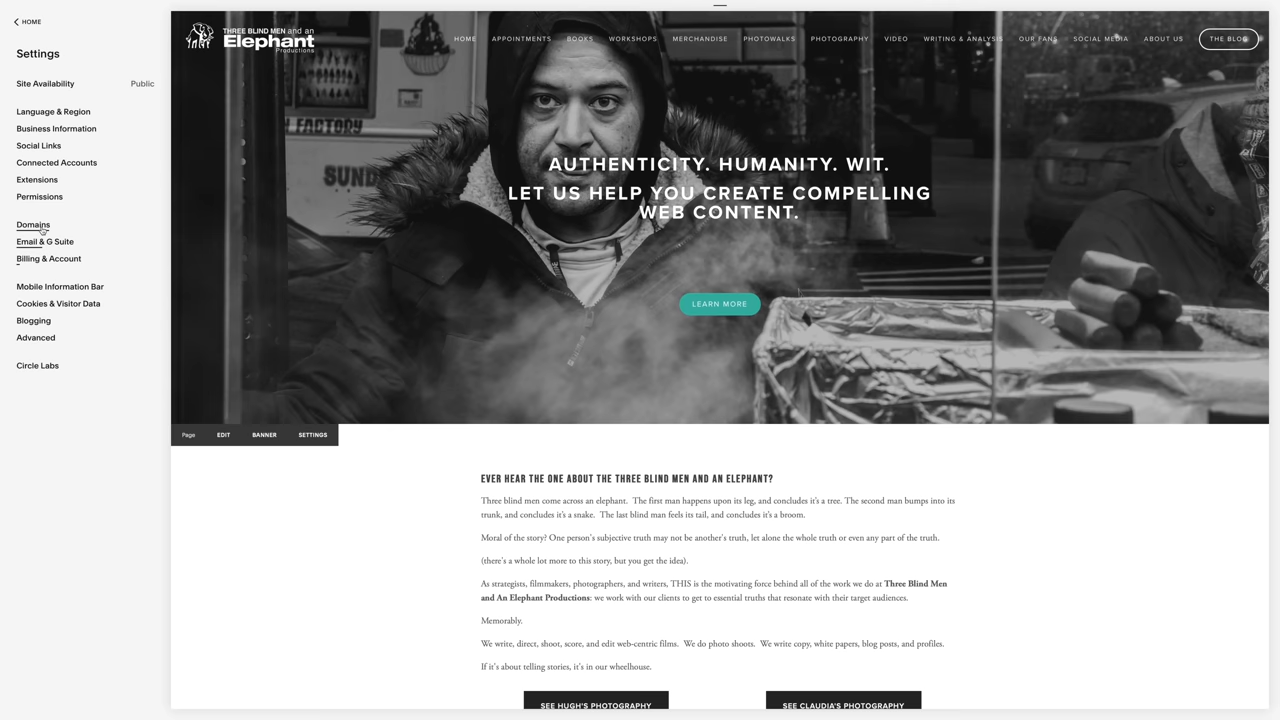 HOME
Settings
Site Availability Public
Language & Region
Business Information
Social Links
Connected Accounts
Extensions
Permissions
Domains
Email & G Suite
Billing & Account
Mobile Information Bar
Cookies & Visitor Data
Blogging
Advanced
Circle Labs
THREE BLIND MEN and an
Elephant
Productions
HOME APPOINTMENTS BOOKS WORKSHOPS MERCHANDISE PHOTOWALKS PHOTOGRAPHY VIDEO WRITING & ANALYSIS OUR FANS SOCIAL MEDIA ABOUT US THE BLOG
FACTORY
SUND
AUTHENTICITY. HUMANITY. WIT.
LET US HELP YOU CREATE COMPELLING
WEB CONTENT.
LEARN MORE
Page EDIT BANNER SETTINGS
EVER HEAR THE ONE ABOUT THE THREE BLIND MEN AND AN ELEPHANT?
Three blind men come across an elephant. The first man happens upon its leg, and concludes it's a tree. The second man bumps into its
trunk, and concludes it's a snake. The last blind man feels its tail, and concludes it's a broom.
Moral of the story? One person's subjective truth may not be another's truth, let alone the whole truth or even any part of the truth.
(there's a whole lot more to this story, but you get the idea).
As strategists, filmmakers, photographers, and writers, THIS is the motivating force behind all of the work we do at Three Blind Men
and An Elephant Productions: we work with our clients to get to essential truths that resonate with their target audiences.
Memorably.
We write, direct, shoot, score, and edit web-centric films. We do photo shoots. We write copy, white papers, blog posts, and profiles.
If it's about telling stories, it's in our wheelhouse.
SEE HUGH'S PHOTOGRAPHY SEE CLAUDIA'S PHOTOGRAPHY